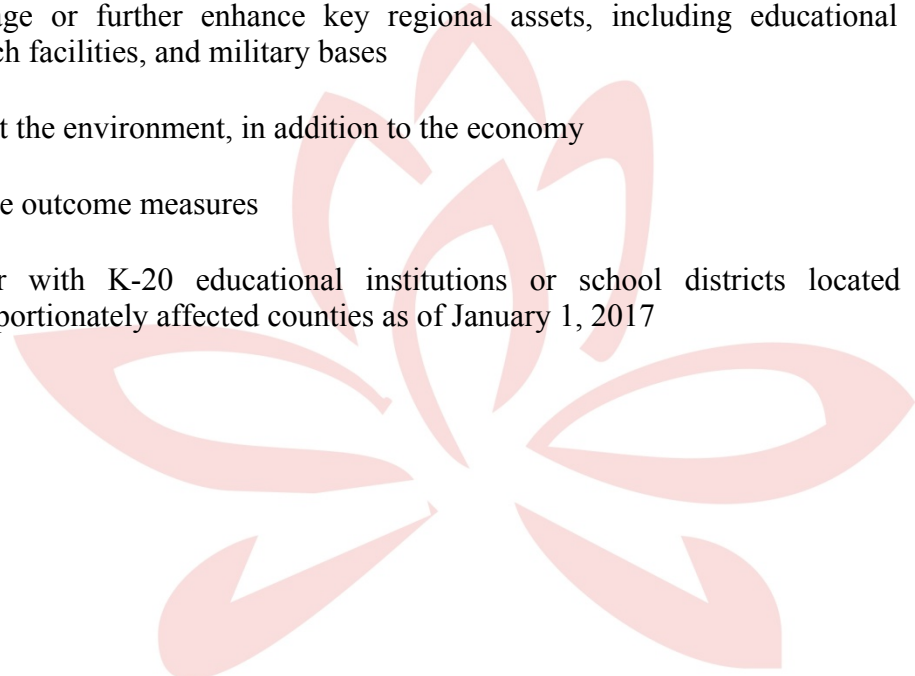 age or further enhance key regional assets, including educational
ch facilities, and military bases
t the environment, in addition to the economy
e outcome measures
r with K-20 educational institutions or school districts located
portionately affected counties as of January 1, 2017